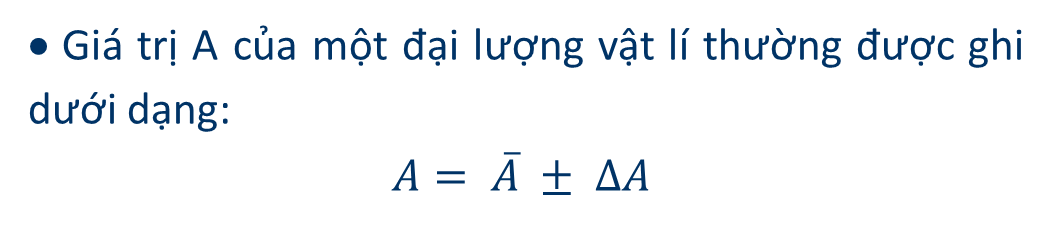 • Giá trị A của một đại lượng vật lí thường được ghi
dưới dạng:
A = Ā ± ΔA